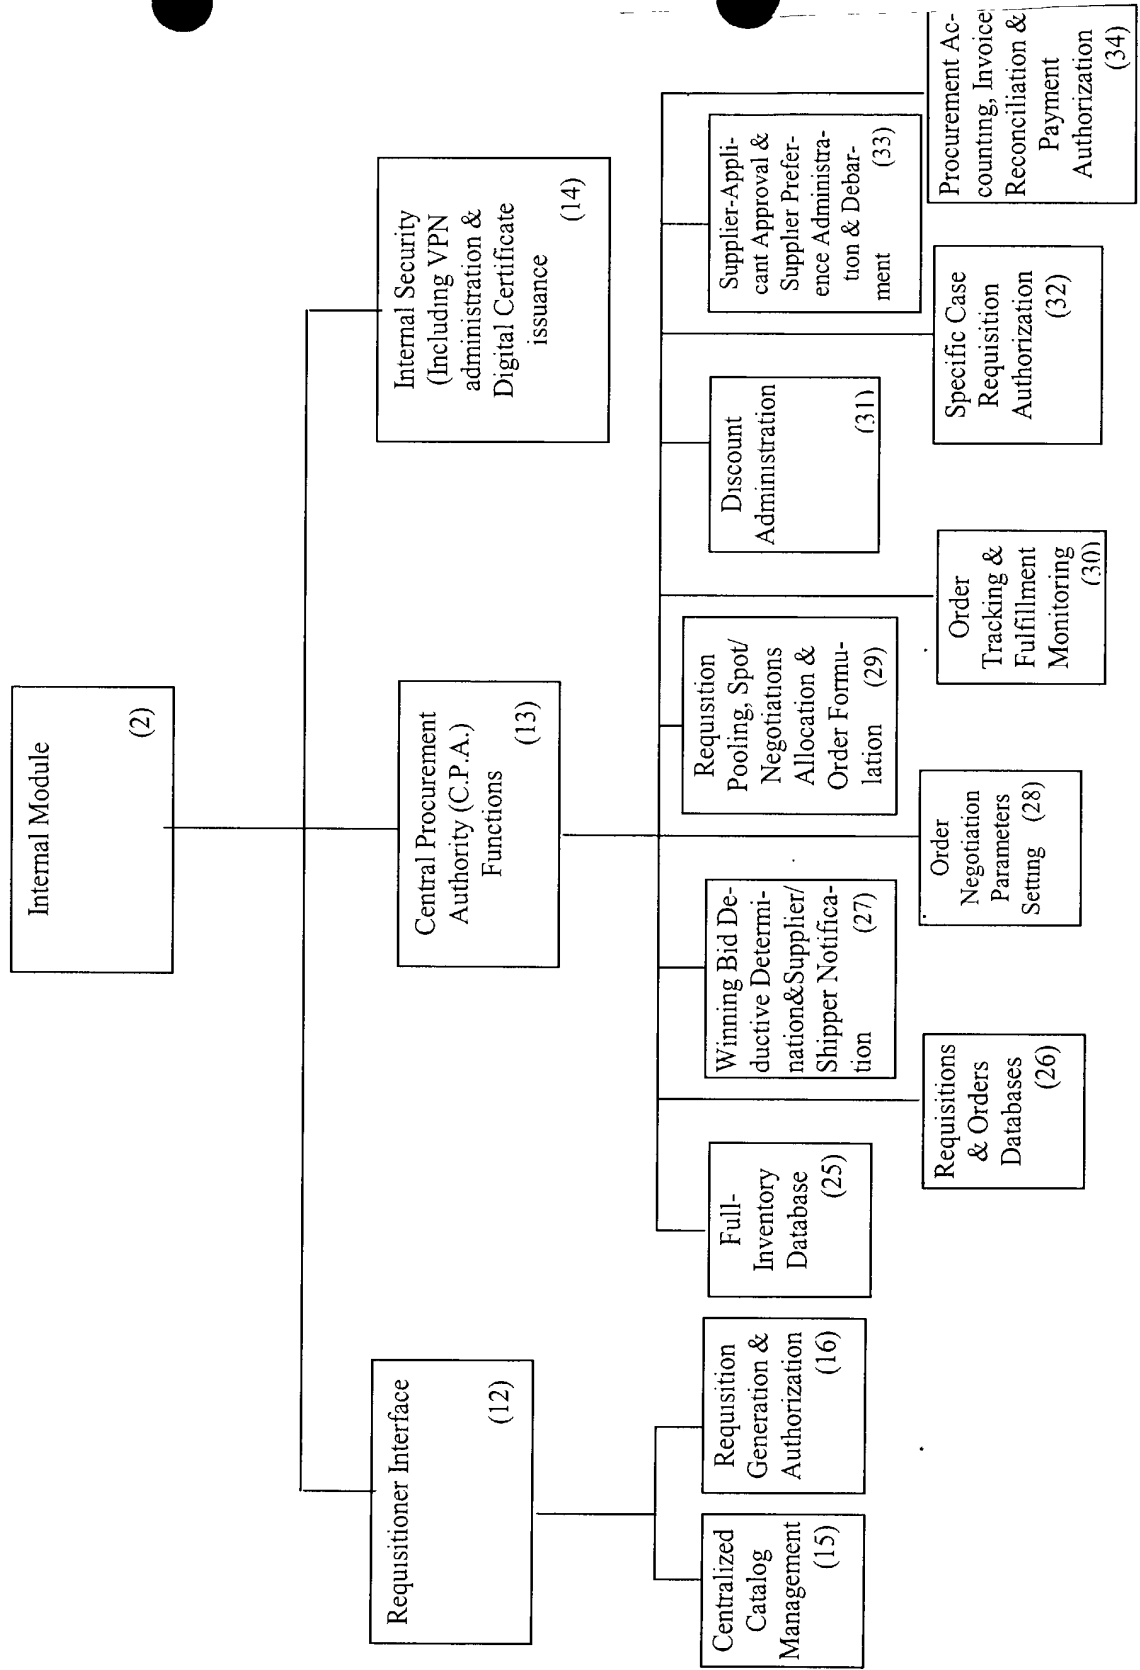 Internal Module
(2)
Requisitioner Interface
(12)
Central Procurement
Authority (C.P.A.)
Functions
(13)
Internal Security
(Including VPN
administration &
Digital Certificate
issuance
(14)
Centralized
Catalog
Management
(15)
Requisition
Generation &
Authorization
(16)
Full-
Inventory
Database
(25)
Requisitions
& Orders
Databases
(26)
Winning Bid De-
ductive Determi-
nation&Supplier/
Shipper Notifica-
tion (27)
Order
Negotiation
Parameters
Setting (28)
Requisition
Pooling, Spot/
Negotiations
Allocation &
Order Formu-
lation (29)
Order
Tracking &
Fulfillment
Monitoring
(30)
Discount
Administration
(31)
Specific Case
Requisition
Authorization
(32)
Supplier-Appli-
cant Approval &
Supplier Prefer-
ence Administra-
tion & Debar-
ment (33)
Procurement Ac-
counting, Invoice
Reconciliation &
Payment
Authorization
(34)